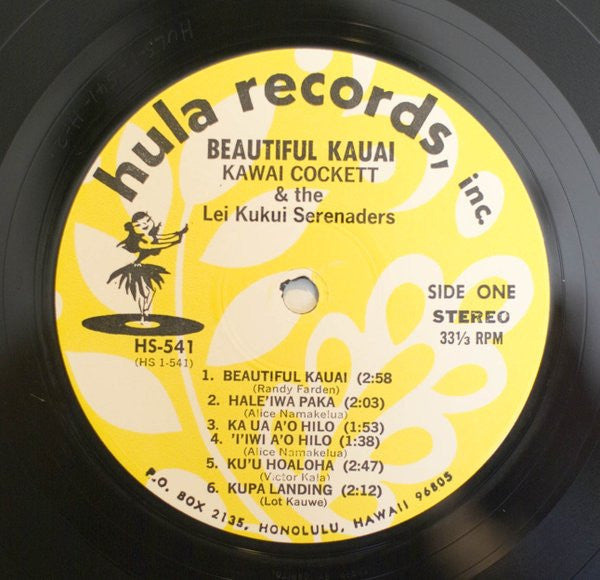 hula records, inc.
BEAUTIFUL KAUAI
KAWAI COCKETT
& the
Lei Kukui Serenaders
SIDE ONE
STEREO
33⅓ RPM
HS-541
(HS 1-541)
1. BEAUTIFUL KAUAI (2:58
(Randy Farden)
2. HALE'IWA PAKA (2:03)
(Alice Namakelua)
3. KA UA A'O HILO (1:53)
4. 'I'IWI A'O HILO (1:38)
(Alice Namakelua)
5. KU'U HOALOHA (2:47)
(Victor Kala)
6. KUPA LANDING (2:12)
(Lot Kauwe)
P.O. BOX 2135, HONOLULU, HAWAII 96805